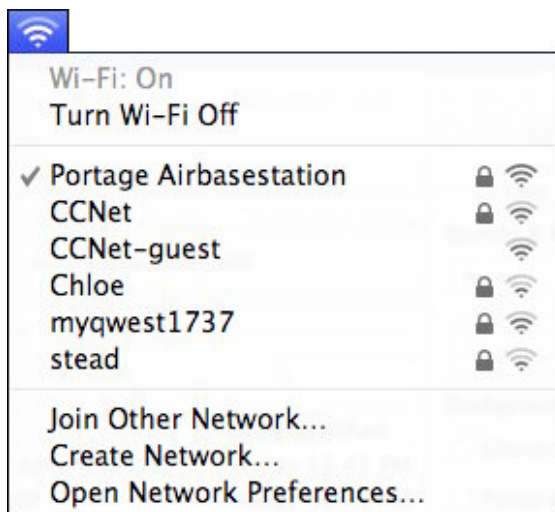 Wi-Fi: On
Turn Wi-Fi Off
Portage Airbasestation
CCNet
CCNet-guest
Chloe
myqwest1737
stead
Join Other Network...
Create Network...
Open Network Preferences...